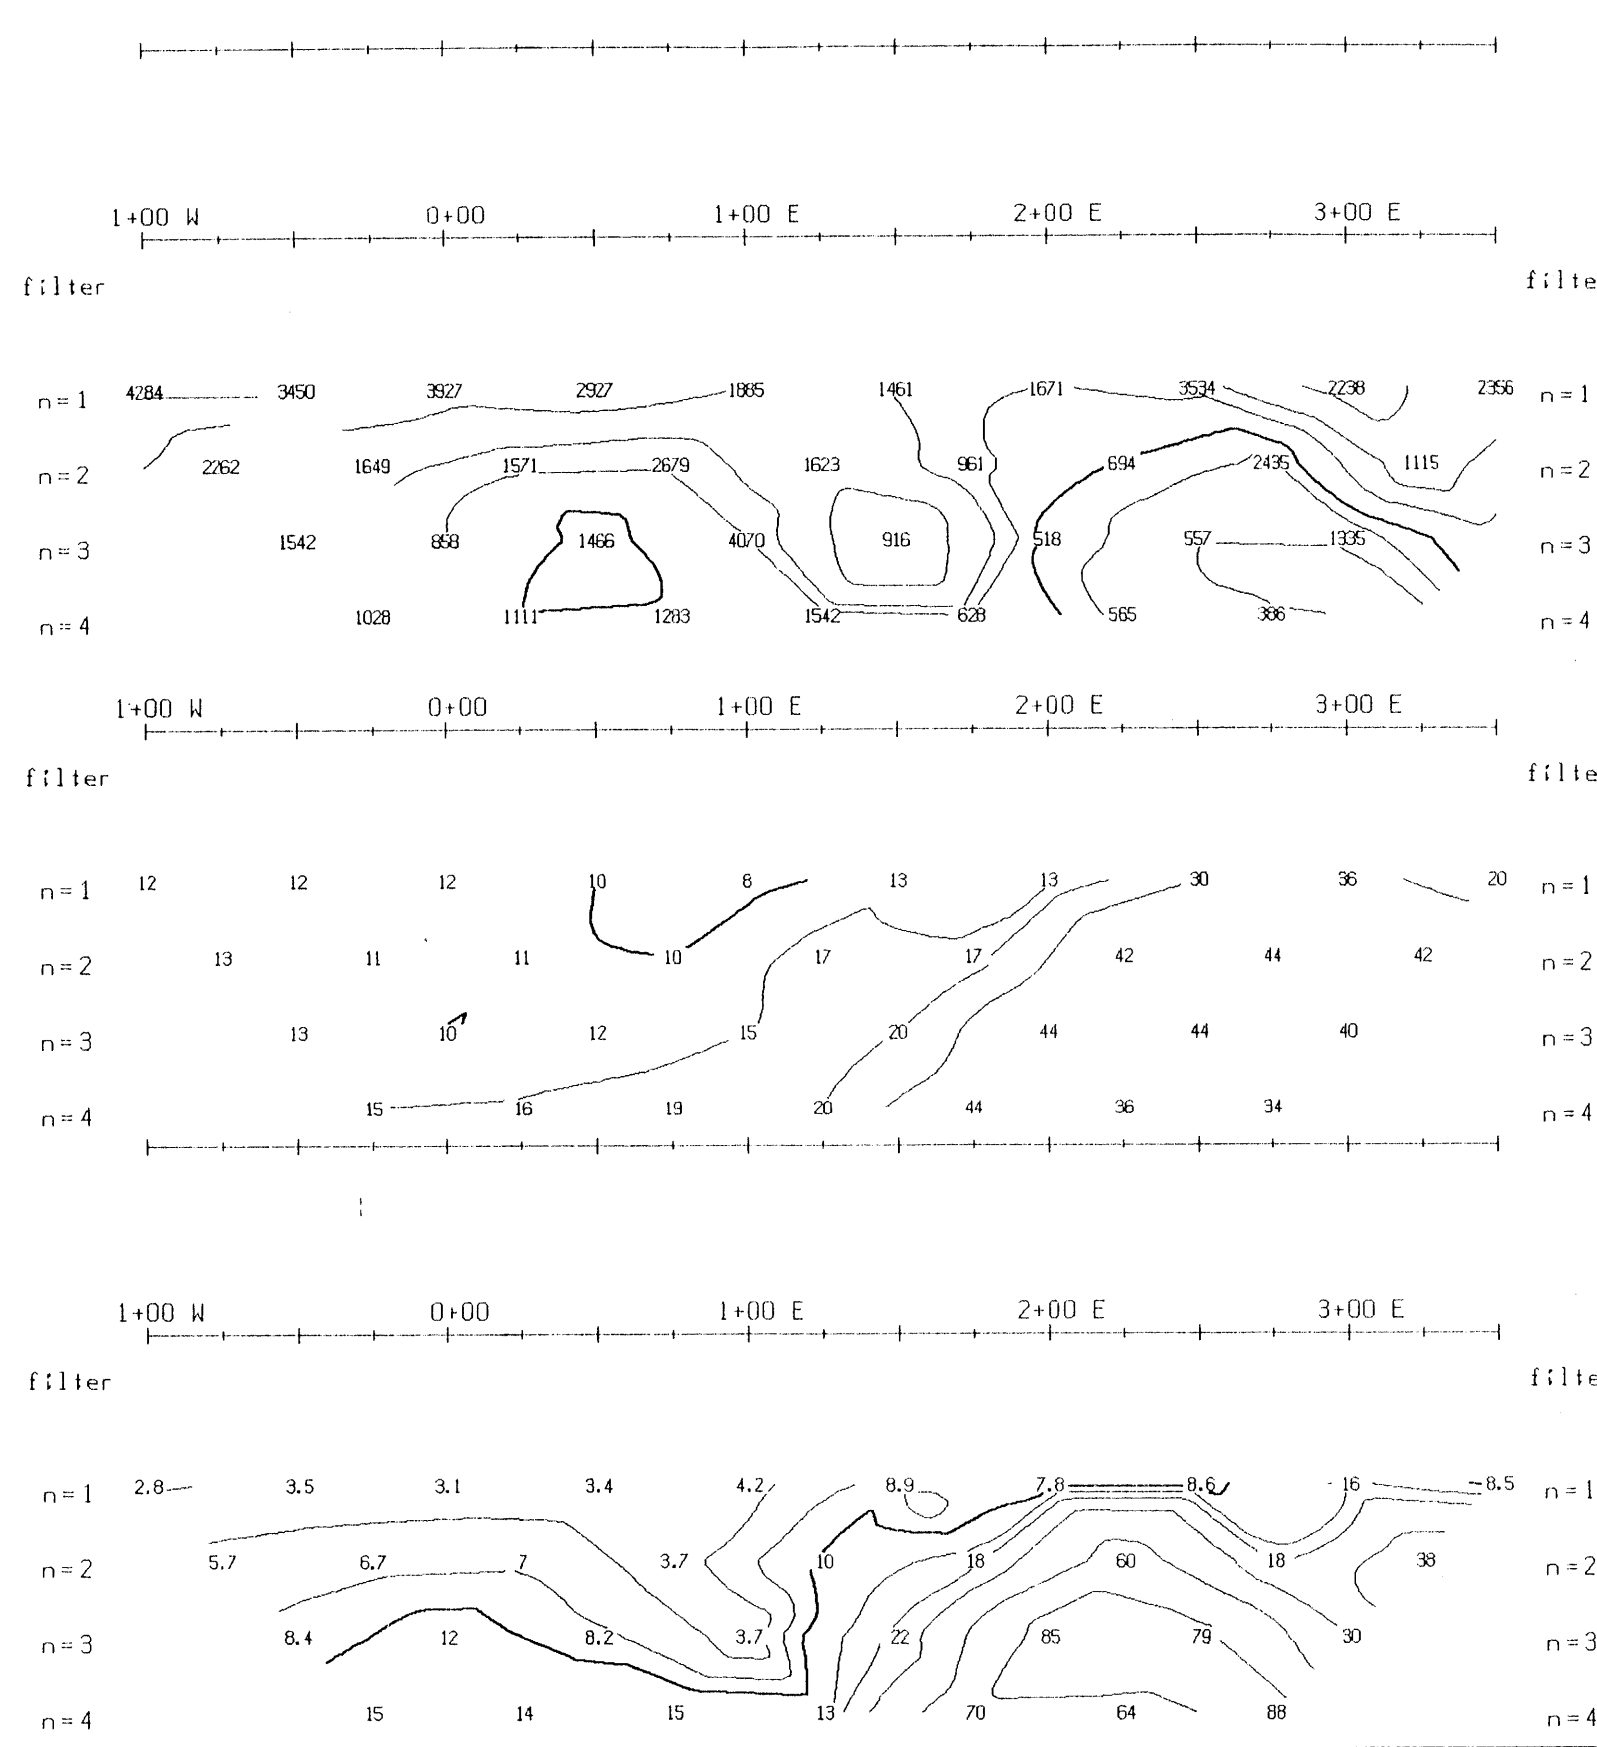 1+00 W 0+00 1+00 E 2+00 E 3+00 E
filter filte
n=1 4284 3450 3927 2927 1885 1461 1671 3534 2238 2356 n=1
n=2 2262 1649 1571 2679 1623 961 694 2435 1115 n=2
n=3 1542 858 1466 4070 916 518 557 1335 n=3
n=4 1028 1111 1283 1542 628 565 386 n=4
1+00 W 0+00 1+00 E 2+00 E 3+00 E
filter filte
n=1 12 12 12 10 8 13 13 30 36 20 n=1
n=2 13 11 11 10 17 17 42 44 42 n=2
n=3 13 10 12 15 20 44 44 40 n=3
n=4 15 16 19 20 44 36 34 n=4
1+00 W 0+00 1+00 E 2+00 E 3+00 E
filter filte
n=1 2.8 3.5 3.1 3.4 4.2 8.9 7.8 8.6 16 8.5 n=1
n=2 5.7 6.7 7 3.7 10 18 60 18 38 n=2
n=3 8.4 12 8.2 3.7 22 85 79 30 n=3
n=4 15 14 15 13 70 64 88 n=4